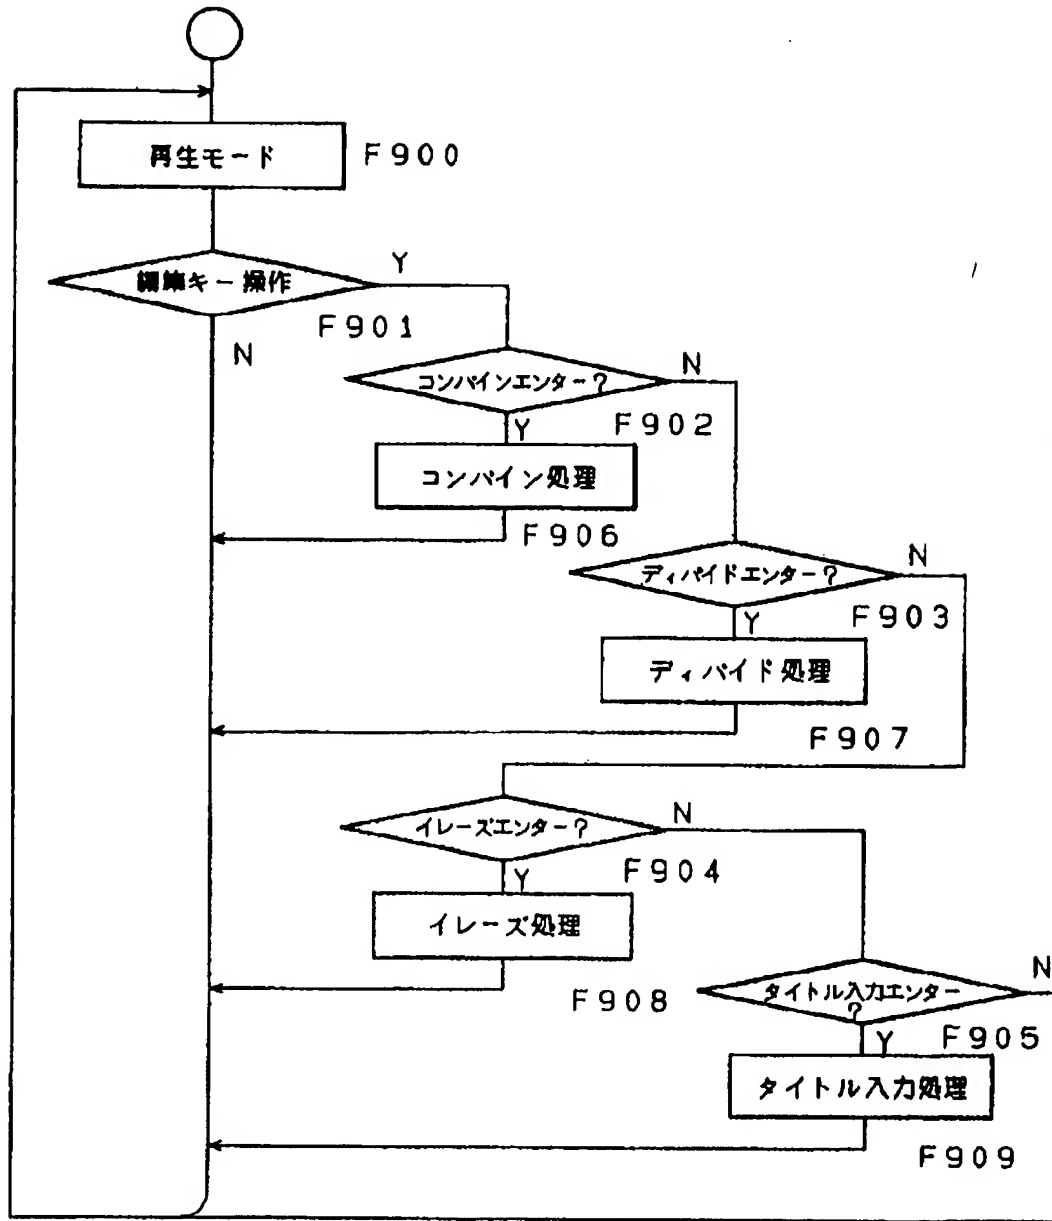 再生モード
F900
編集キー操作
Y
F901
N
コンバインエンター?
N
F902
Y
コンバイン処理
F906
ディバイドエンター?
N
F903
Y
ディバイド処理
F907
イレーズエンター?
N
F904
Y
イレーズ処理
F908
タイトル入力エンター
?
N
F905
Y
タイトル入力処理
F909